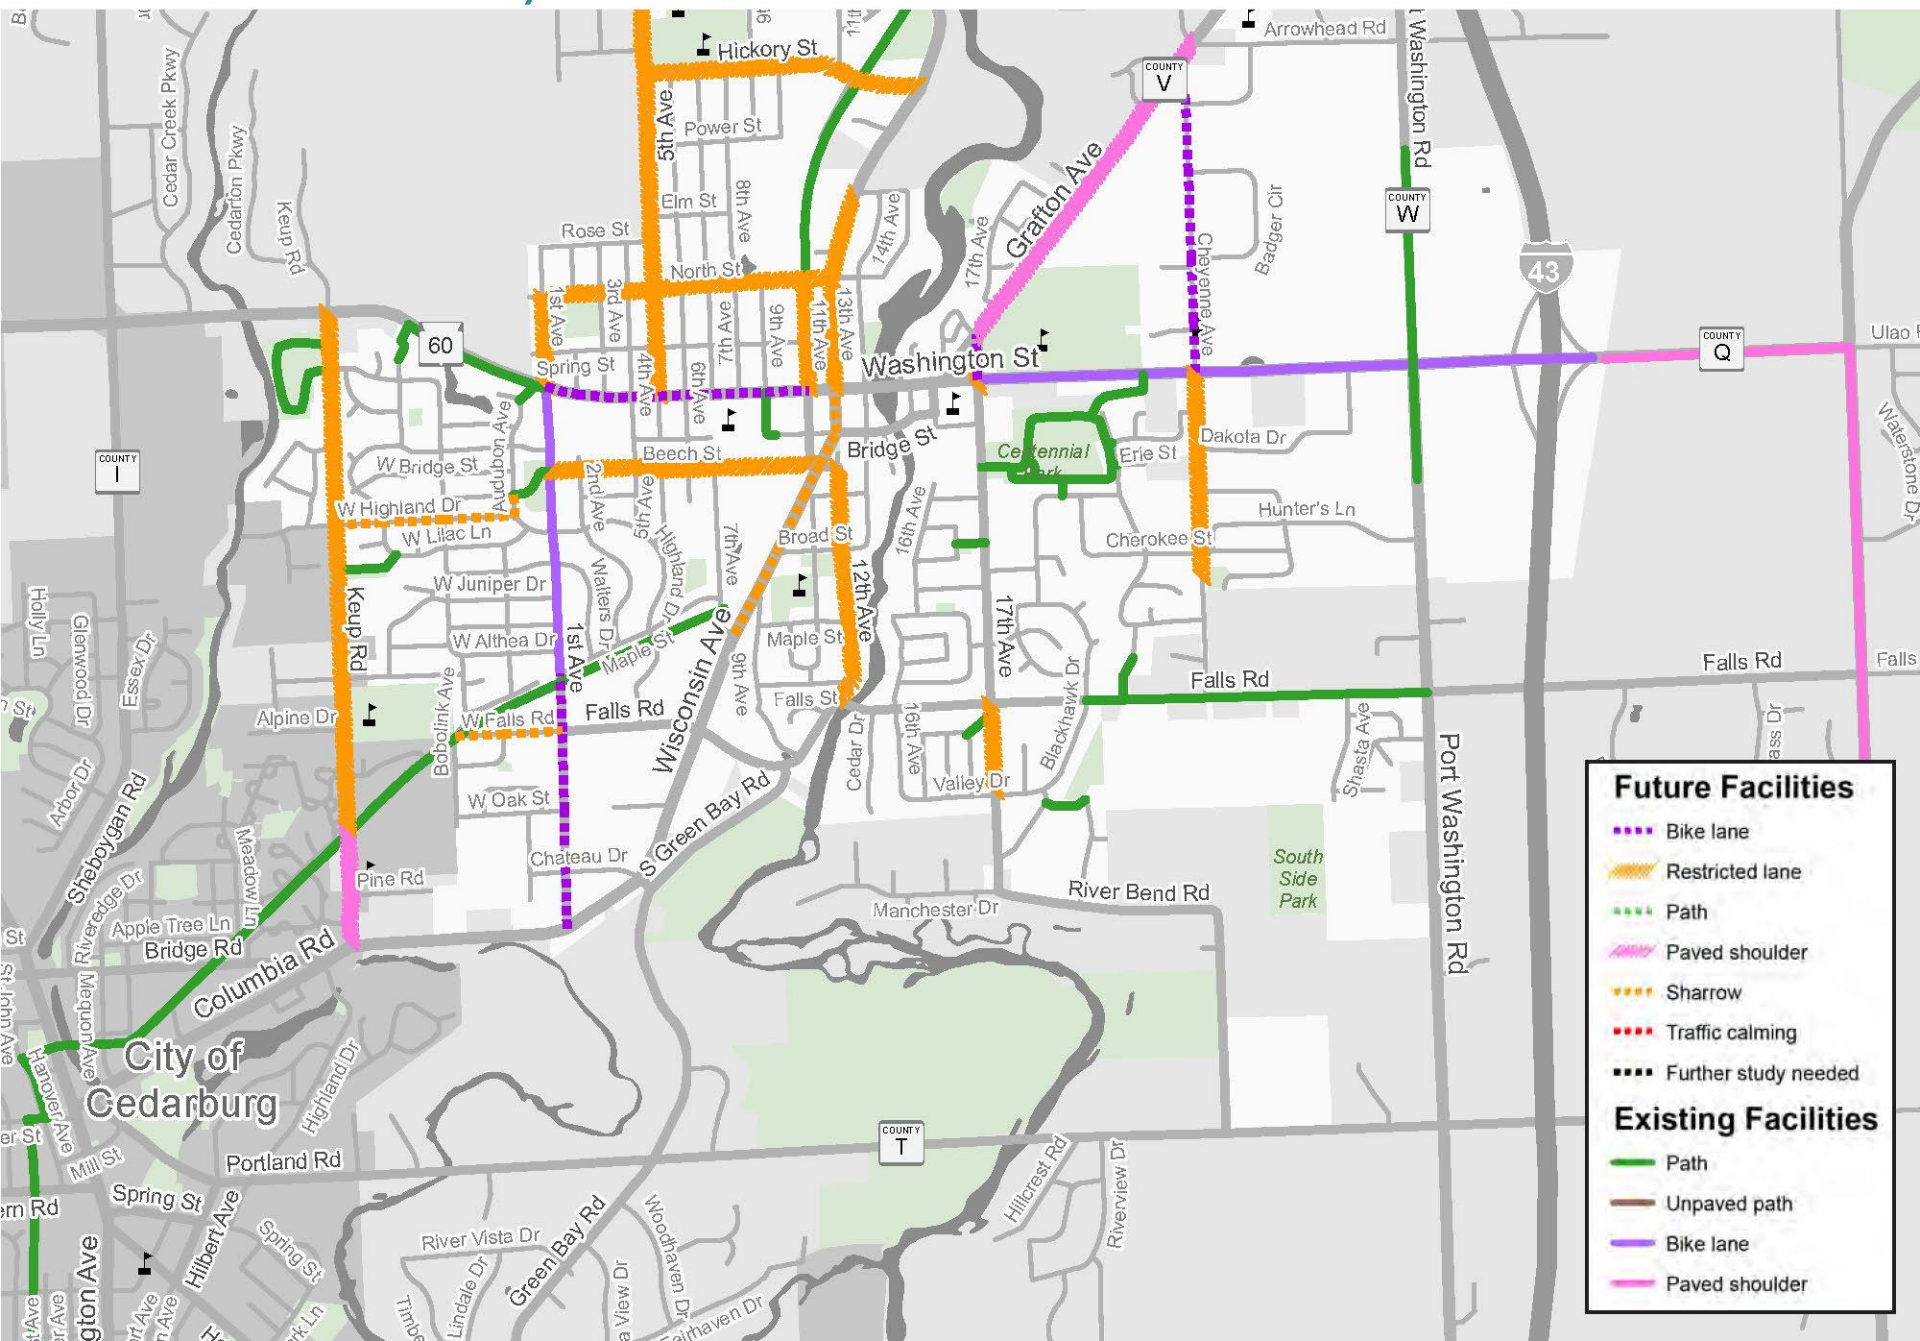 Hickory St
Arrowhead Rd
Washington Rd
COUNTY
V
Cedar Creek Pkwy
Cedarton Pkwy
Keup Rd
5th Ave
Power St
Elm St
8th Ave
Rose St
North St
14th Ave
17th Ave
Grafton Ave
Badger Cir
Cheyenne Ave
COUNTY
W
43
60
1st Ave
3rd Ave
7th Ave
9th Ave
11th Ave
13th Ave
Spring St
4th Ave
6th Ave
Washington St
COUNTY
Q
Ulao
COUNTY
I
W Bridge St
Audubon Ave
Beech St
Bridge St
Centennial
Park
Erie St
Dakota Dr
Waterstone Dr
W Highland Dr
2nd Ave
5th Ave
16th Ave
Hunter's Ln
W Lilac Ln
Highland Dr
7th Ave
Broad St
Cherokee St
W Juniper Dr
Walters Dr
12th Ave
Holly Ln
Glenwood Dr
Essex Dr
Keup Rd
W Althea Dr
1st Ave
Maple St
Maple St
17th Ave
Wisconsin Ave
9th Ave
Blackhawk Dr
Falls Rd
Falls Rd
Falls
Alpine Dr
Bobolink Ave
W Falls Rd
Falls Rd
Falls St
Cedar Dr
16th Ave
Shasta Ave
Arbor Dr
Sheboygan Rd
W Oak St
Valley Dr
Port Washington Rd
S Green Bay Rd
Chateau Dr
Meadow Ln
Riveredge Dr
Pine Rd
South
Side
Park
River Bend Rd
Manchester Dr
Apple Tree Ln
Bridge Rd
Columbia Rd
St John Ave
Mequon Ave
City of
Cedarburg
Hanover Ave
Highland Dr
COUNTY
T
Mill St
Portland Rd
Spring St
Hilbert Ave
Spring St
River Vista Dr
Lindale Dr
Green Bay Rd
Woodhaven Dr
Fairhaven Dr
Hillcrest Rd
Riverview Dr
Future Facilities
Bike lane
Restricted lane
Path
Paved shoulder
Sharrow
Traffic calming
Further study needed
Existing Facilities
Path
Unpaved path
Bike lane
Paved shoulder